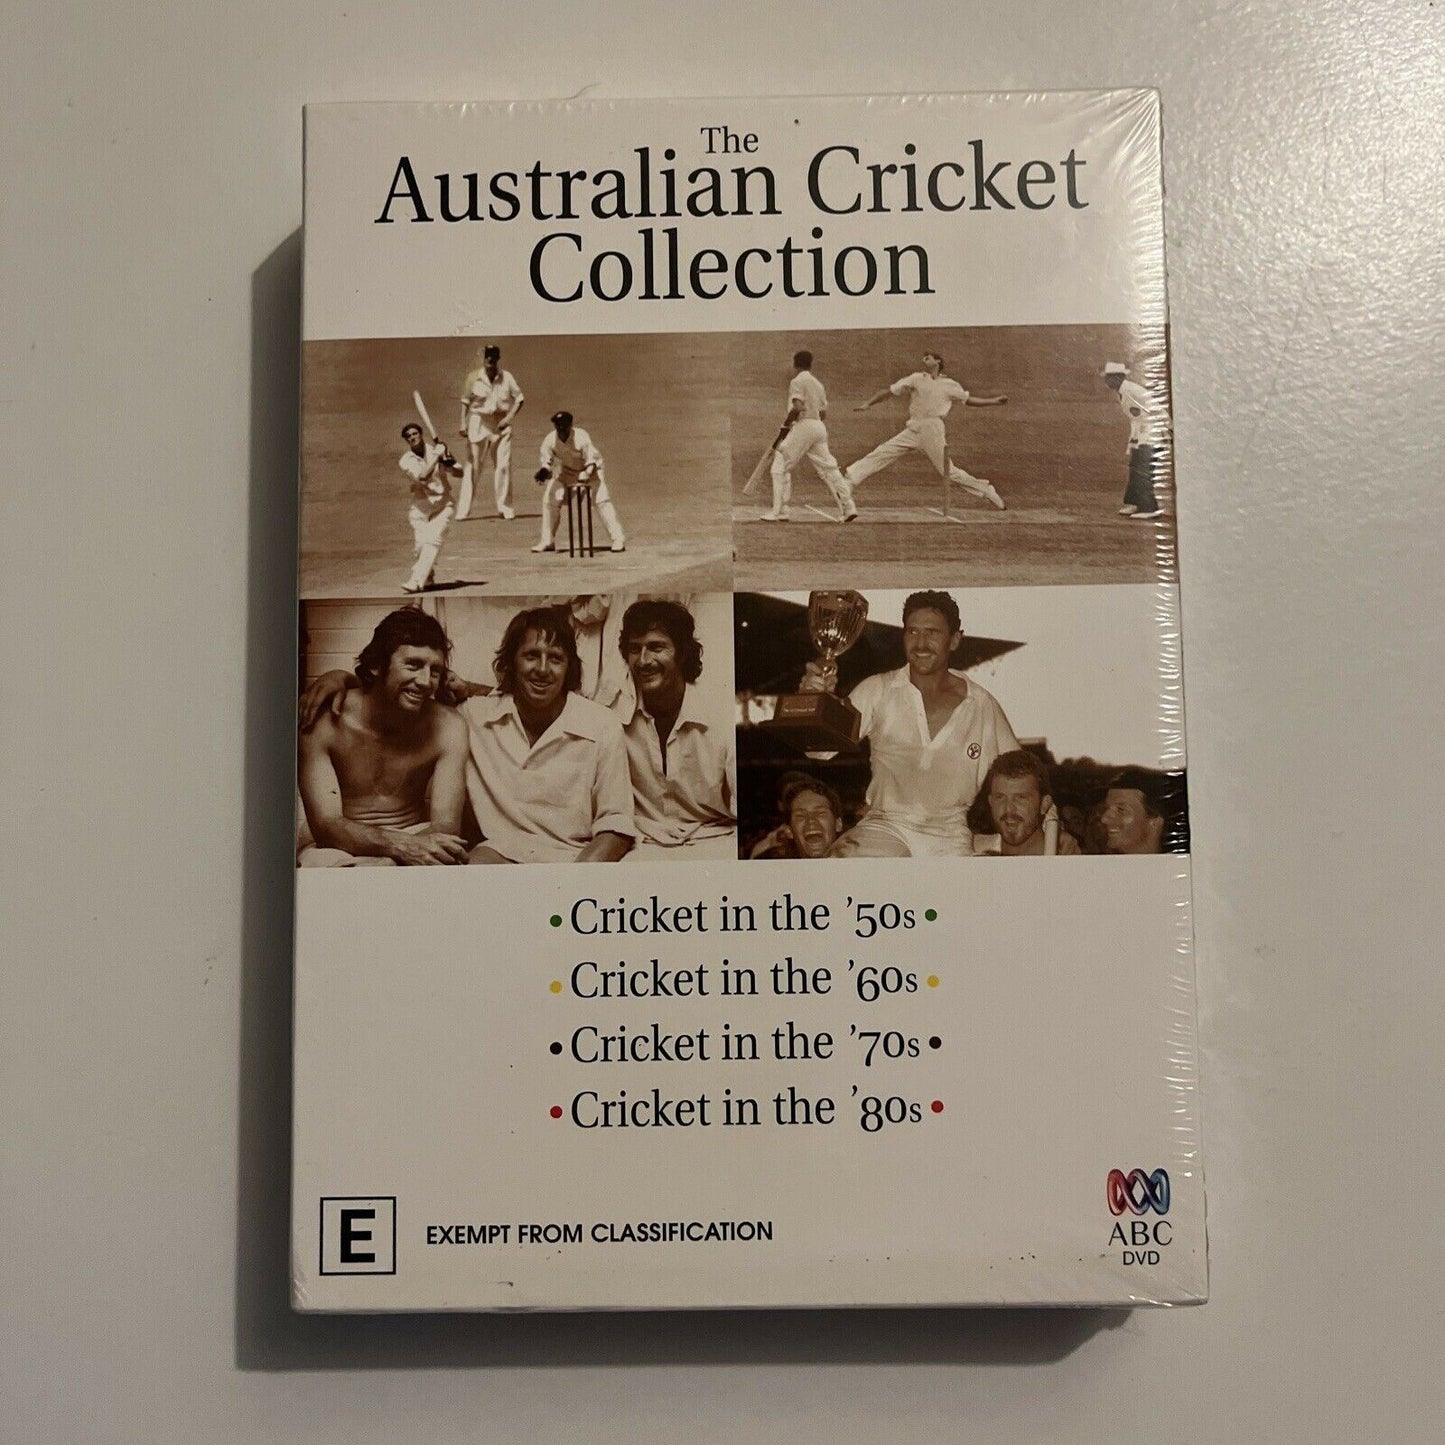 The
Australian Cricket
Collection
•Cricket in the ’50s•
•Cricket in the ’60s•
•Cricket in the ’70s•
•Cricket in the ’80s•
E EXEMPT FROM CLASSIFICATION
ABC
DVD